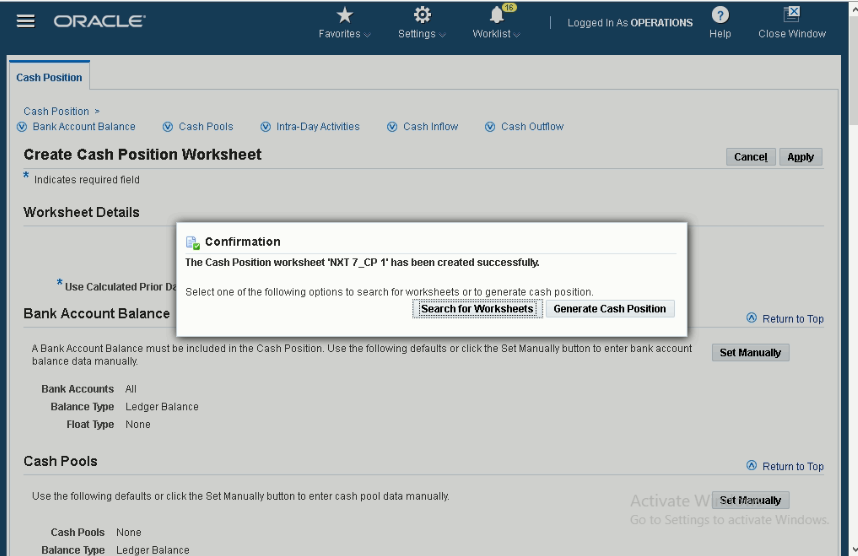 ORACLE
Favorites
Settings
16
Worklist
Logged In As OPERATIONS
Help
Close Window
Cash Position
Cash Position >
Bank Account Balance
Cash Pools
Intra-Day Activities
Cash Inflow
Cash Outflow
Create Cash Position Worksheet
Cancel
Apply
* Indicates required field
Worksheet Details
Confirmation
The Cash Position worksheet 'NXT 7_CP 1' has been created successfully.
* Use Calculated Prior
Select one of the following options to search for worksheets or to generate cash position.
Search for Worksheets
Generate Cash Position
Bank Account Balance
Return to Top
A Bank Account Balance must be included in the Cash Position. Use the following defaults or click the Set Manually button to enter bank account
balance data manually.
Set Manually
Bank Accounts All
Balance Type Ledger Balance
Float Type None
Cash Pools
Return to Top
Use the following defaults or click the Set Manually button to enter cash pool data manually.
Set Manually
Activate
Go to Settings to activate Windows.
Cash Pools None
Balance Type Ledger Balance